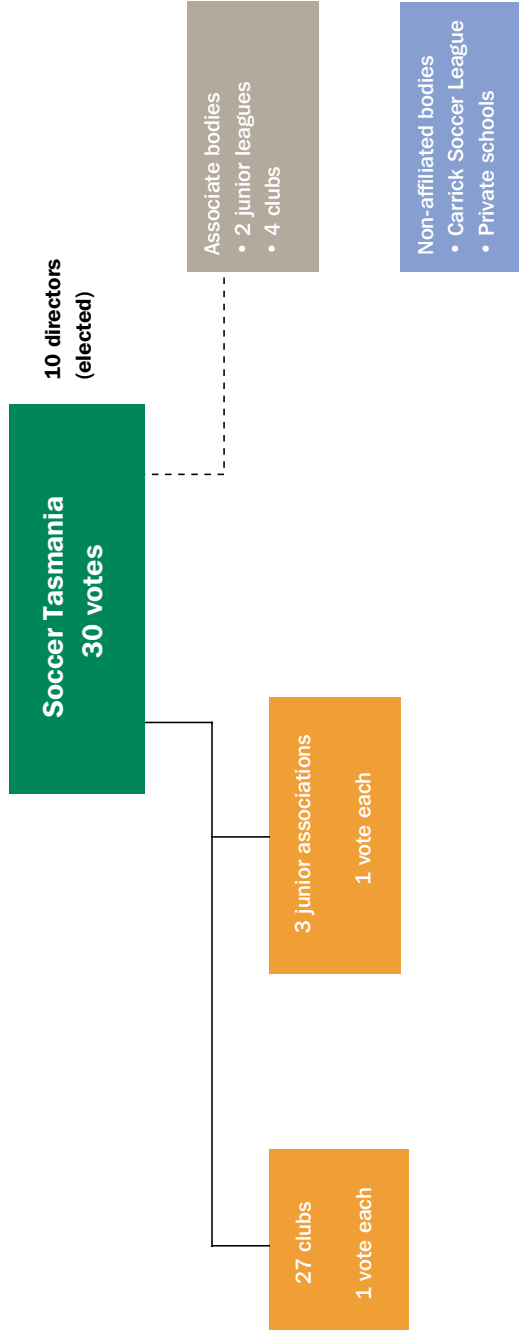 Soccer Tasmania
30 votes
10 directors
(elected)
27 clubs
1 vote each
3 junior associations
1 vote each
Associate bodies
• 2 junior leagues
• 4 clubs
Non-affiliated bodies
• Carrick Soccer League
• Private schools